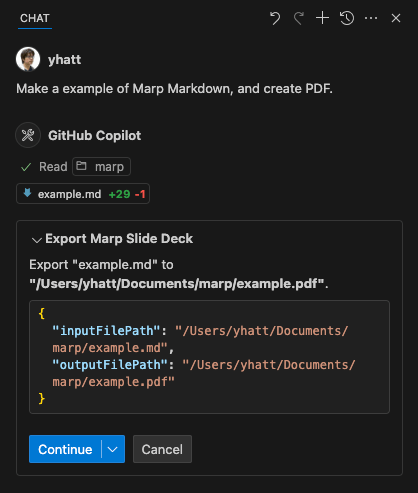 CHAT
yhatt
Make a example of Marp Markdown, and create PDF.
GitHub Copilot
Read marp
example.md +29 -1
Export Marp Slide Deck
Export "example.md" to
"/Users/yhatt/Documents/marp/example.pdf".
{
"inputFilePath": "/Users/yhatt/Documents/
marp/example.md",
"outputFilePath": "/Users/yhatt/Documents/
marp/example.pdf"
}
Continue Cancel